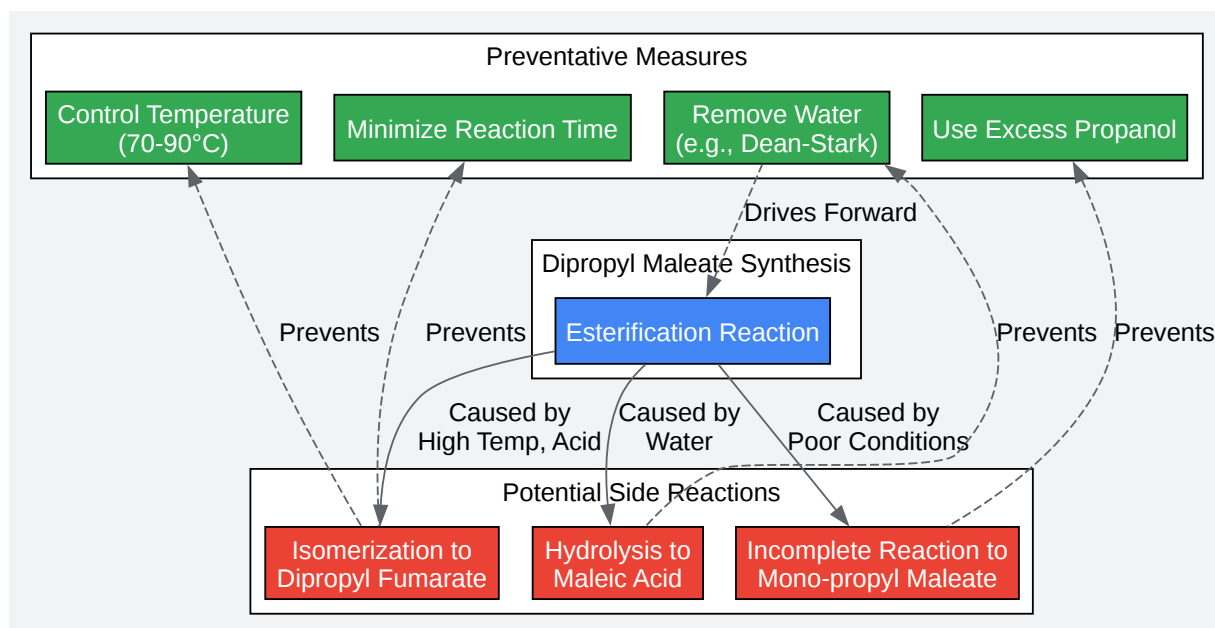 Preventative Measures
Control Temperature
(70-90°C)
Minimize Reaction Time
Remove Water
(e.g., Dean-Stark)
Use Excess Propanol
Drives Forward
Dipropyl Maleate Synthesis
Esterification Reaction
Prevents
Prevents
Prevents
Prevents
Caused by
High Temp, Acid
Caused by
Water
Caused by
Poor Conditions
Potential Side Reactions
Isomerization to
Dipropyl Fumarate
Hydrolysis to
Maleic Acid
Incomplete Reaction to
Mono-propyl Maleate